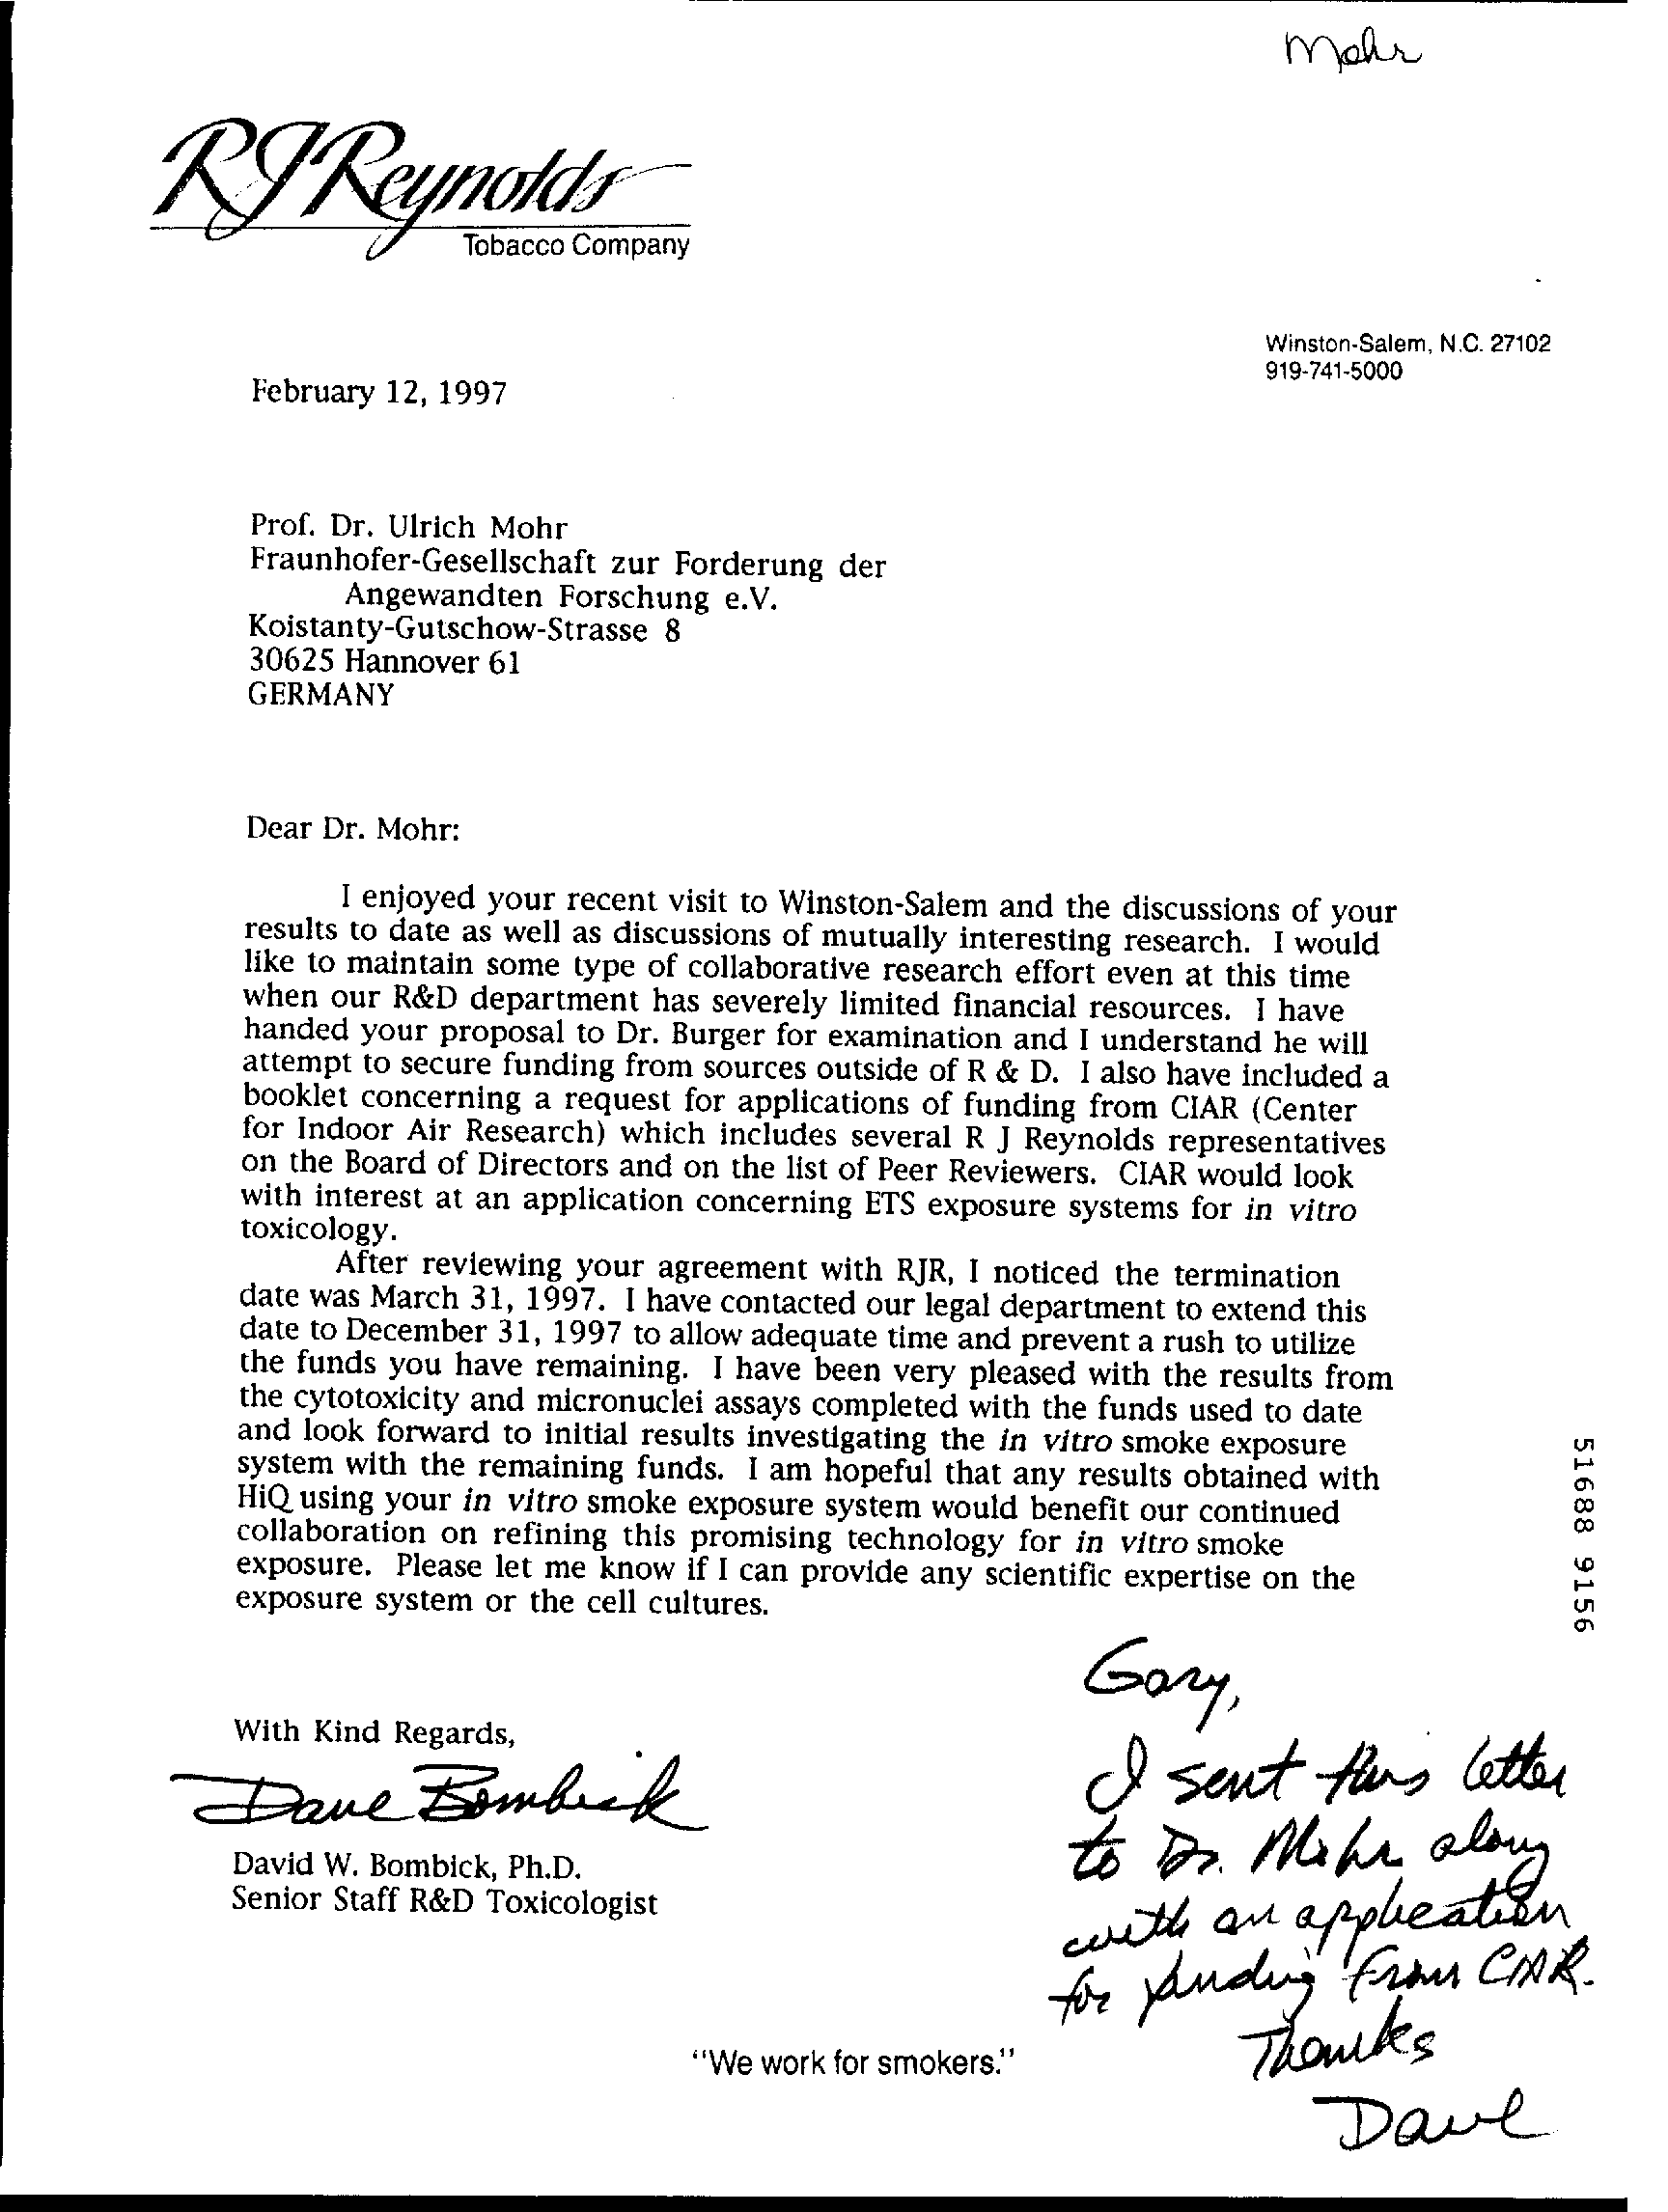 Mohr
RJReynolds
Tobacco Company
Winston-Salem, N.C. 27102
919-741-5000
February 12, 1997
Prof. Dr. Ulrich Mohr
Fraunhofer-Gesellschaft zur Forderung der
Angewandten Forschung e.V.
Koistanty-Gutschow-Strasse 8
30625 Hannover 61
GERMANY
Dear Dr. Mohr:
I enjoyed your recent visit to Winston-Salem and the discussions of your
results to date as well as discussions of mutually interesting research. I would
like to maintain some type of collaborative research effort even at this time
when our R&D department has severely limited financial resources. I have
handed your proposal to Dr. Burger for examination and I understand he will
attempt to secure funding from sources outside of R & D. I also have included a
booklet concerning a request for applications of funding from CIAR (Center
for Indoor Air Research) which includes several R J Reynolds representatives
on the Board of Directors and on the list of Peer Reviewers. CIAR would look
with interest at an application concerning ETS exposure systems for in vitro
toxicology.
After reviewing your agreement with RJR, I noticed the termination
date was March 31, 1997. I have contacted our legal department to extend this
date to December 31, 1997 to allow adequate time and prevent a rush to utilize
the funds you have remaining. I have been very pleased with the results from
the cytotoxicity and micronuclei assays completed with the funds used to date
and look forward to initial results investigating the in vitro smoke exposure
system with the remaining funds. I am hopeful that any results obtained with
HiQ using your in vitro smoke exposure system would benefit our continued
collaboration on refining this promising technology for in vitro smoke
exposure. Please let me know if I can provide any scientific expertise on the
exposure system or the cell cultures.
51688 9156
With Kind Regards,
Dave Bombick
David W. Bombick, Ph.D.
Senior Staff R&D Toxicologist
Gary,
I sent this letter
to Dr. Mohr along
with an application
for funding from CIAR.
Thanks
Dave
"We work for smokers."